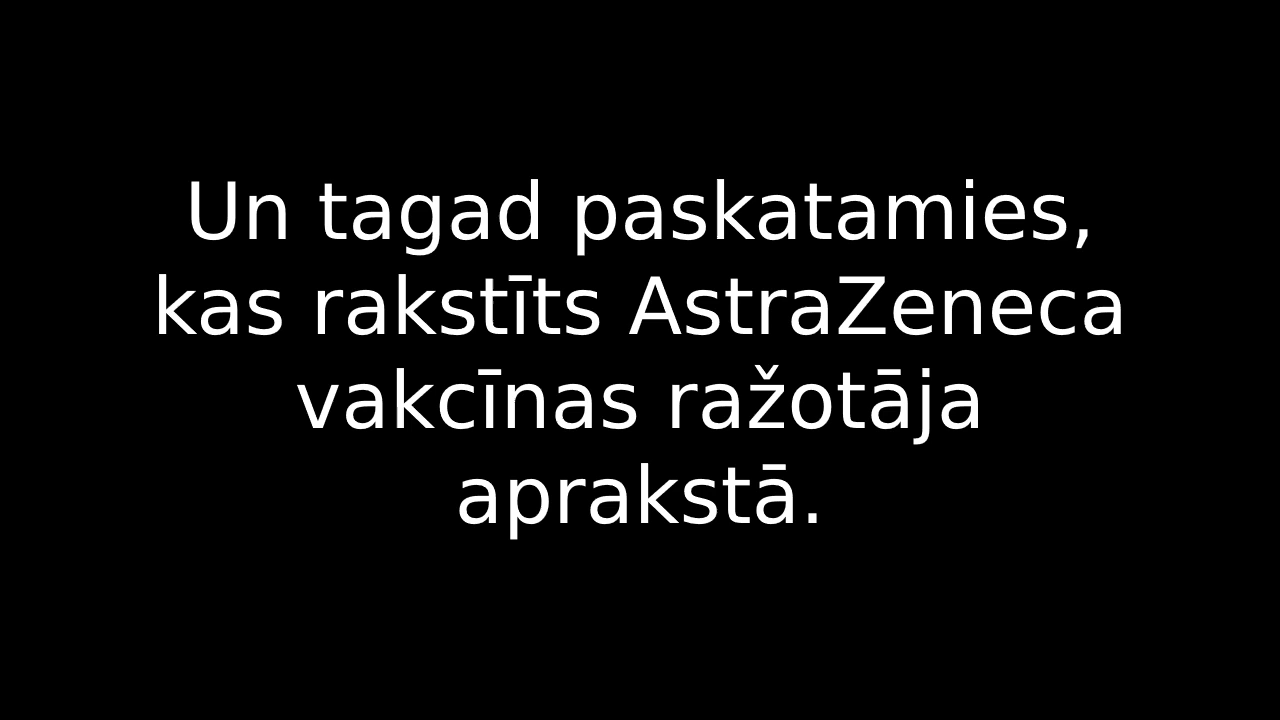 Un tagad paskatamies,
kas rakstīts AstraZeneca
vakcīnas ražotāja
aprakstā.